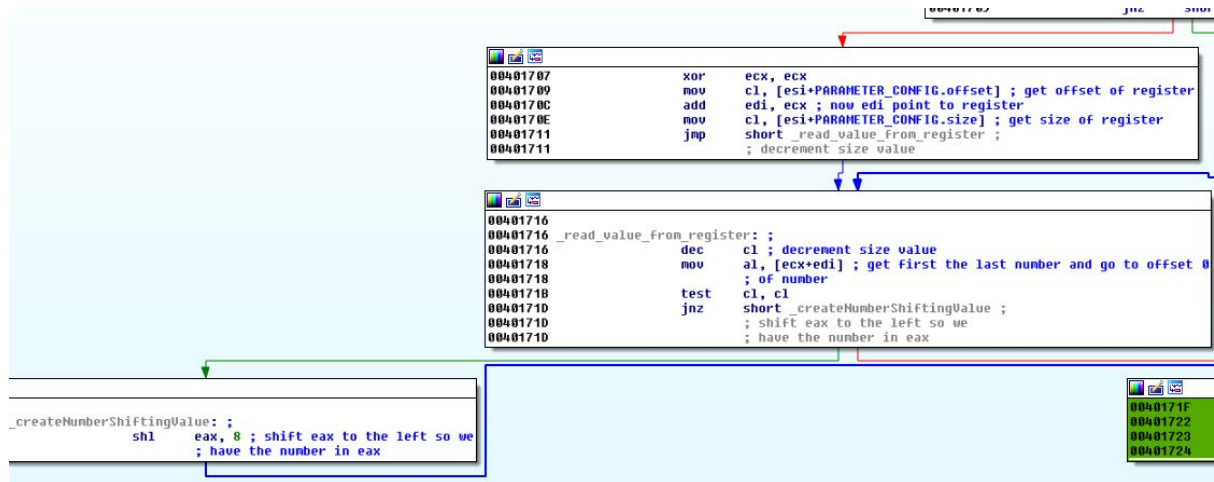 jnz
00401707 xor ecx, ecx
00401709 mov cl, [esi+PARAMETER_CONFIG.offset] ; get offset of register
0040170C add edi, ecx ; now edi point to register
0040170E mov cl, [esi+PARAMETER_CONFIG.size] ; get size of register
00401711 jmp short _read_value_from_register ;
00401711 ; decrement size value
00401716
00401716 _read_value_from_register: ;
00401716 dec cl ; decrement size value
00401718 mov al, [ecx+edi] ; get first the last number and go to offset 0
00401718 ; of number
0040171B test cl, cl
0040171D jnz short _createNumberShiftingValue ;
0040171D ; shift eax to the left so we
0040171D ; have the number in eax
_createNumberShiftingValue: ;
shl eax, 8 ; shift eax to the left so we
; have the number in eax
0040171F
00401722
00401723
00401724